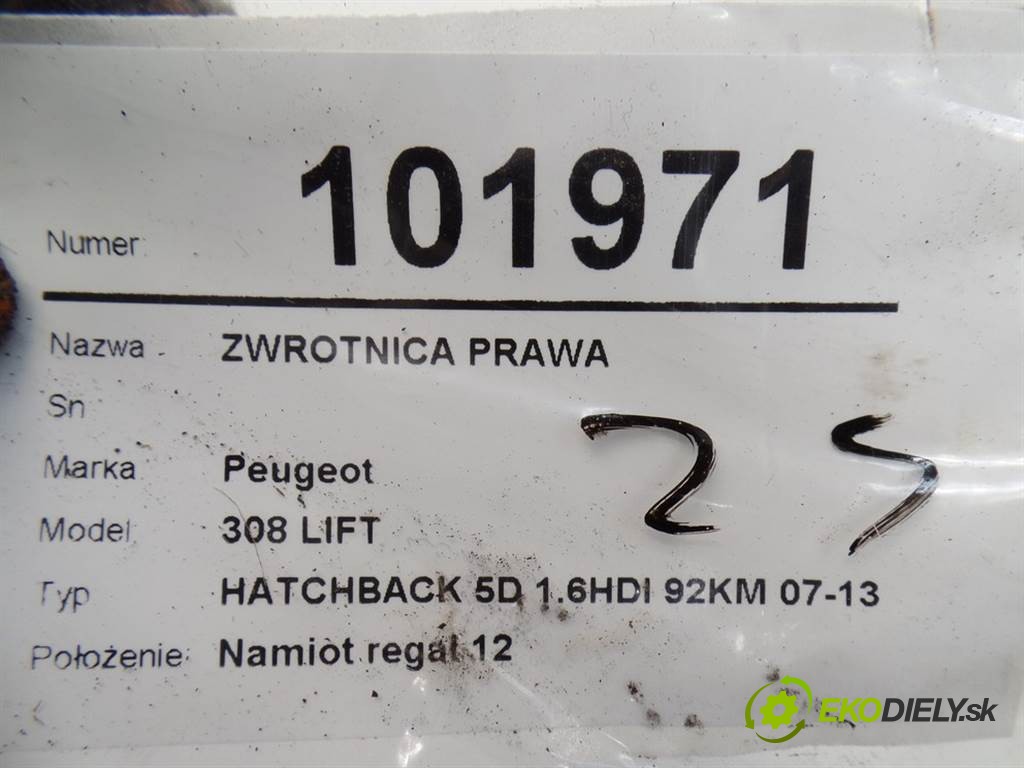 Numer: 101971
Nazwa ZWROTNICA PRAWA
Sn
Marka Peugeot
Model: 308 LIFT
Typ HATCHBACK 5D 1.6HDI 92KM 07-13
Położenie: Namiot regał 12
25
EKODIELY.sk